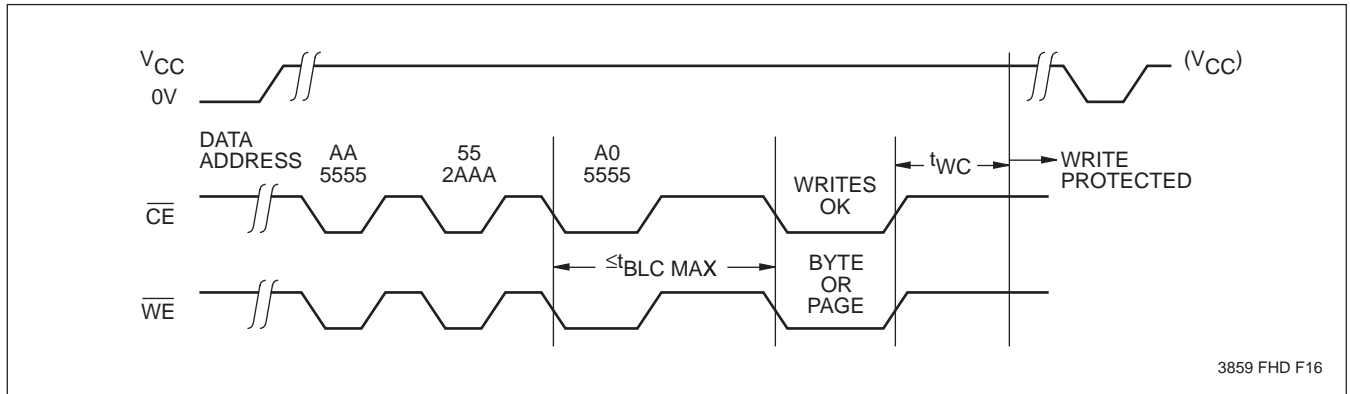 VCC
0V
(VCC)
DATA
ADDRESS
AA
5555
55
2AAA
A0
5555
WRITES
OK
tWC
WRITE
PROTECTED
CE
≤tBLC MAX
BYTE
OR
PAGE
WE
3859 FHD F16